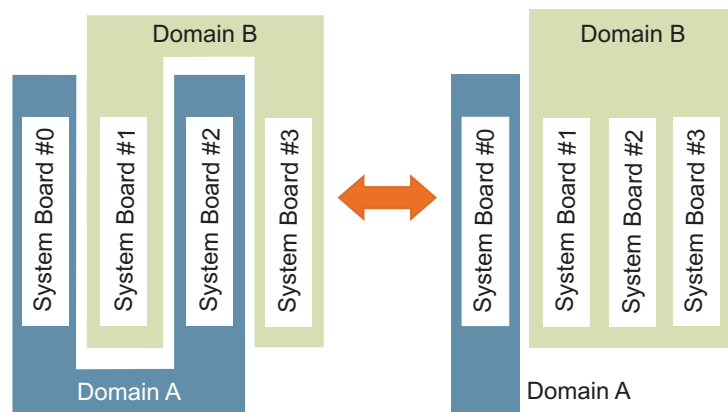 Domain B
System Board #0
System Board #1
System Board #2
System Board #3
Domain A
Domain B
System Board #0
System Board #1
System Board #2
System Board #3
Domain A